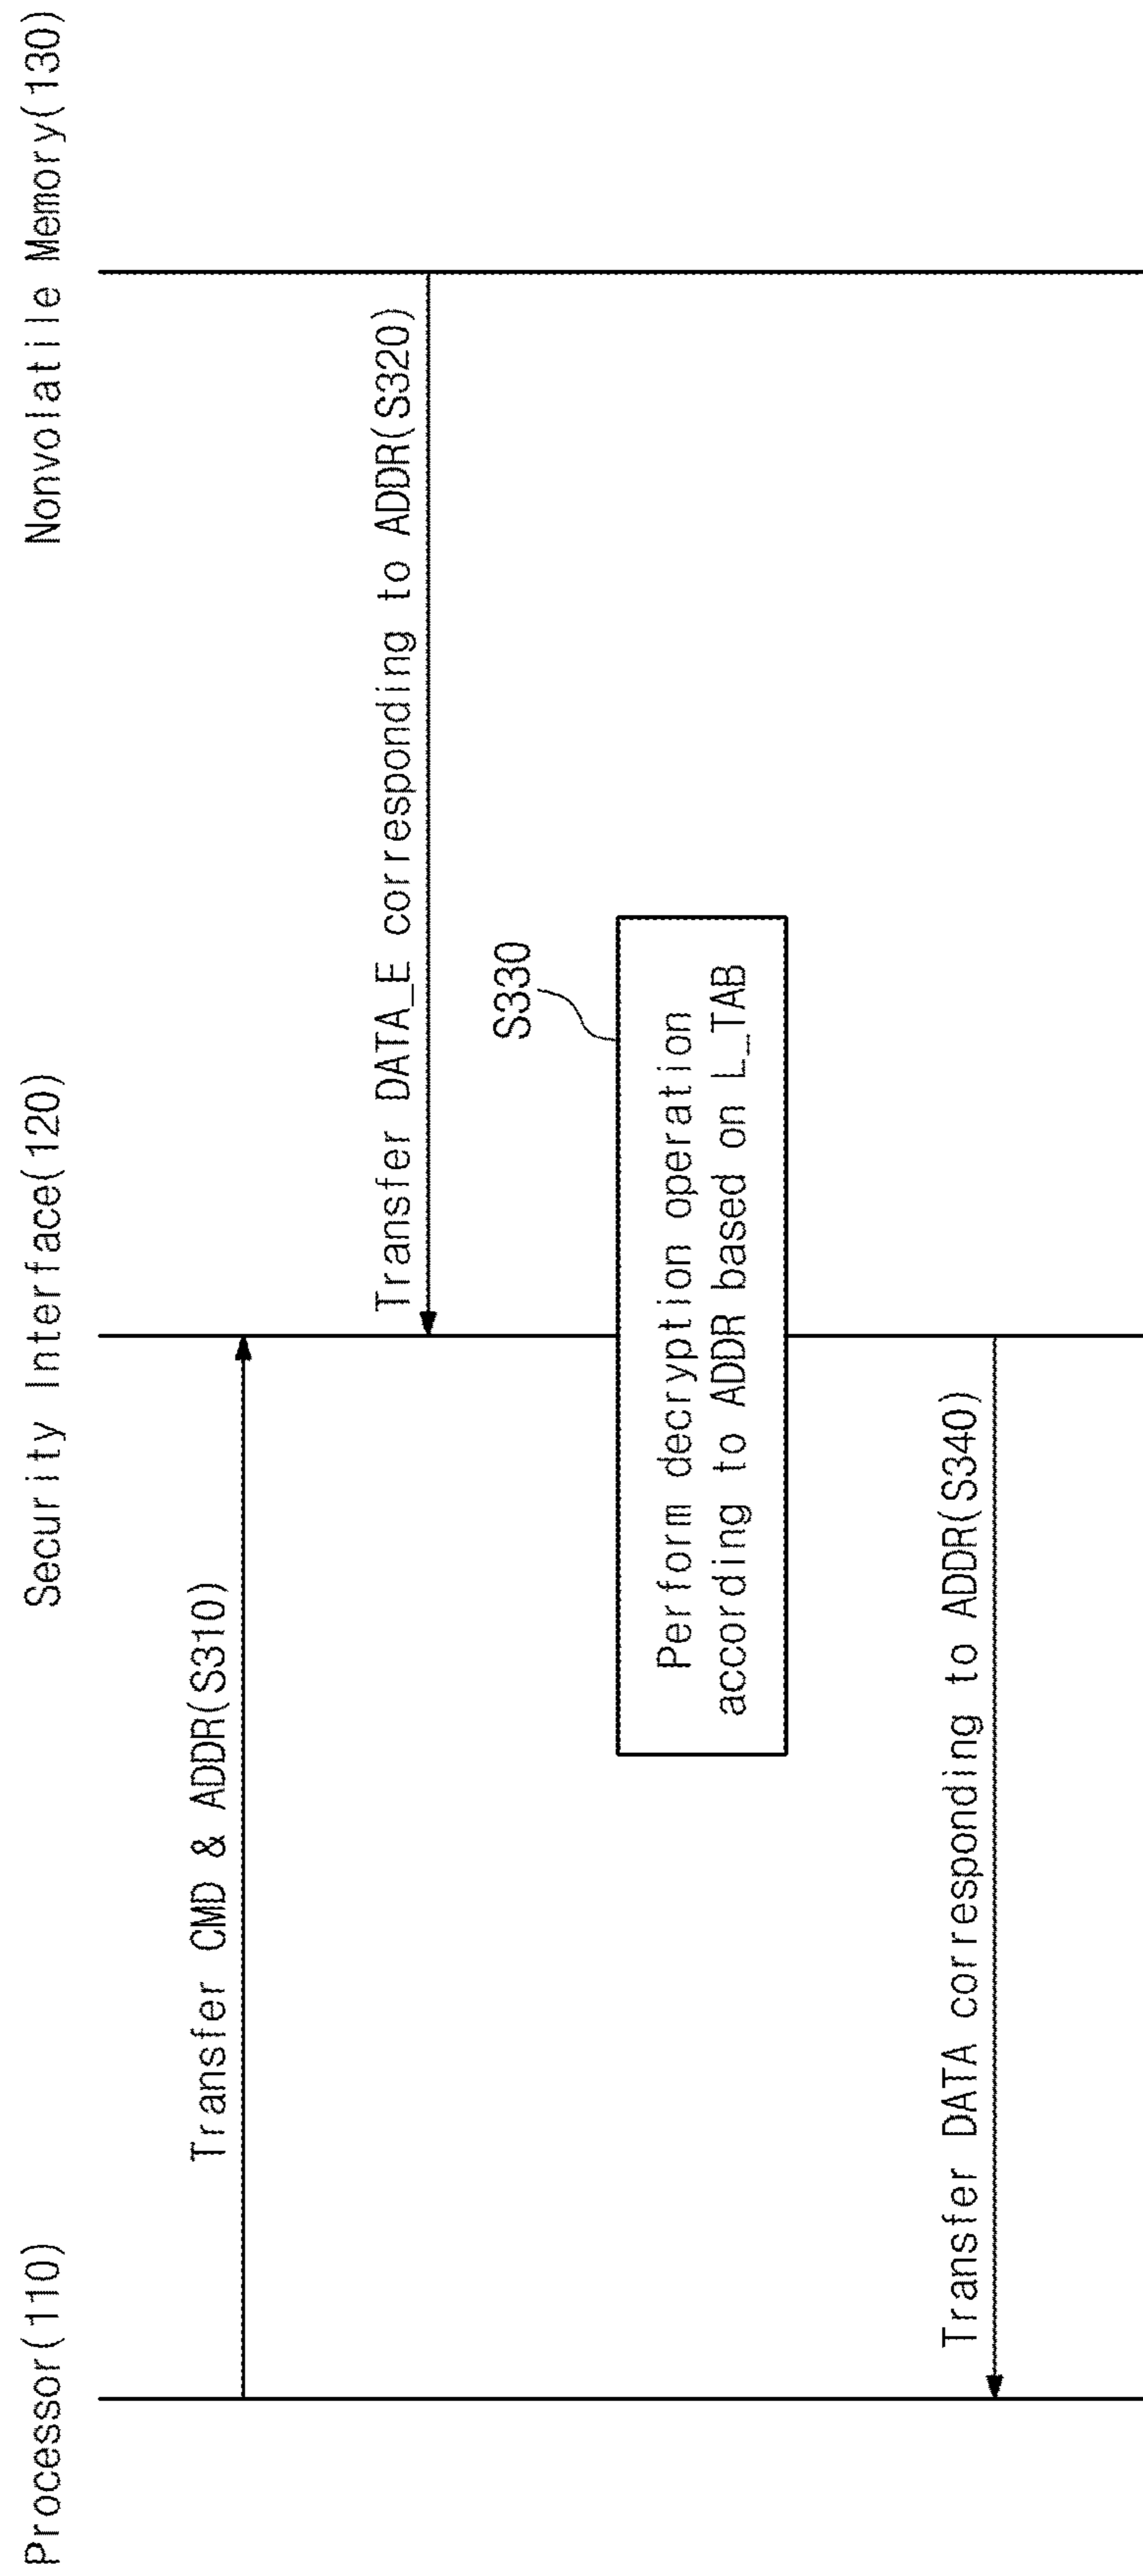 Processor(110)
Security Interface(120)
Nonvolatile Memory(130)
Transfer CMD & ADDR(S310)
Transfer DATA_E corresponding to ADDR(S320)
S330
Perform decryption operation
according to ADDR based on L_TAB
Transfer DATA corresponding to ADDR(S340)